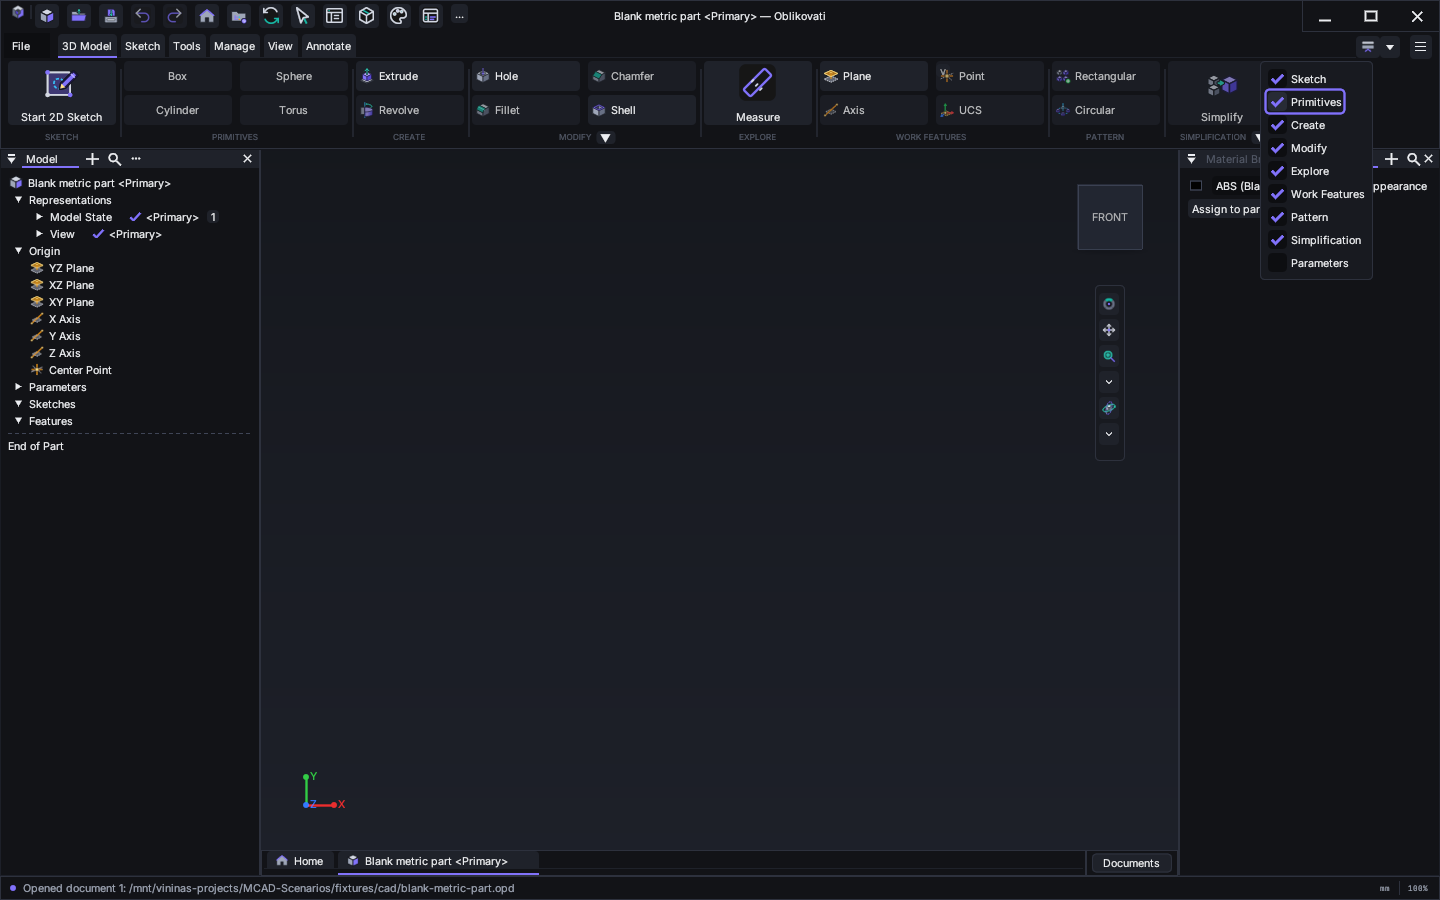 Blank metric part <Primary> — Oblikovati
File
3D Model
Sketch
Tools
Manage
View
Annotate
Start 2D Sketch
SKETCH
Box
Sphere
Cylinder
Torus
PRIMITIVES
Extrude
Revolve
CREATE
Hole
Chamfer
Fillet
Shell
MODIFY
Measure
EXPLORE
Plane
Point
Axis
UCS
WORK FEATURES
Rectangular
Circular
PATTERN
Simplify
SIMPLIFICATION
Sketch
Primitives
Create
Modify
Explore
Work Features
Pattern
Simplification
Parameters
Model
Blank metric part <Primary>
Representations
Model State <Primary> 1
View <Primary>
Origin
YZ Plane
XZ Plane
XY Plane
X Axis
Y Axis
Z Axis
Center Point
Parameters
Sketches
Features
End of Part
FRONT
Material Br
ABS (Bla
ppearance
Assign to par
Y
Z X
Home
Blank metric part <Primary>
Documents
Opened document 1: /mnt/vininas-projects/MCAD-Scenarios/fixtures/cad/blank-metric-part.opd
mm
100%